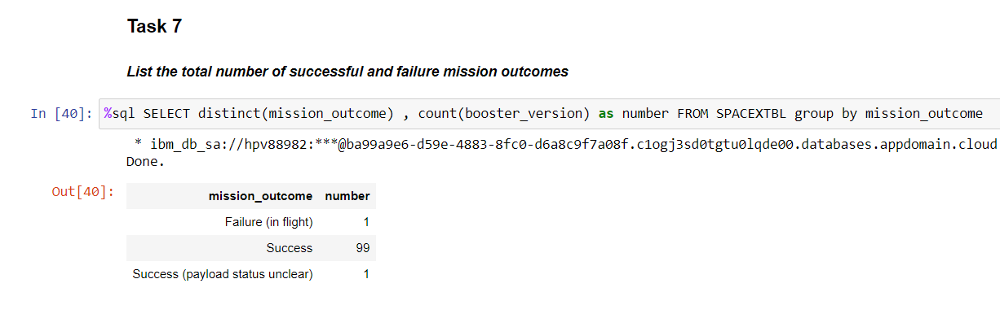 Task 7
List the total number of successful and failure mission outcomes
In [40]: %sql SELECT distinct(mission_outcome) , count(booster_version) as number FROM SPACEXTBL group by mission_outcome
* ibm_db_sa://hpv88982:***@ba99a9e6-d59e-4883-8fc0-d6a8c9f7a08f.c1ogj3sd0tgtu0lqde00.databases.appdomain.cloud
Done.
Out[40]: mission_outcome number
Failure (in flight) 1
Success 99
Success (payload status unclear) 1